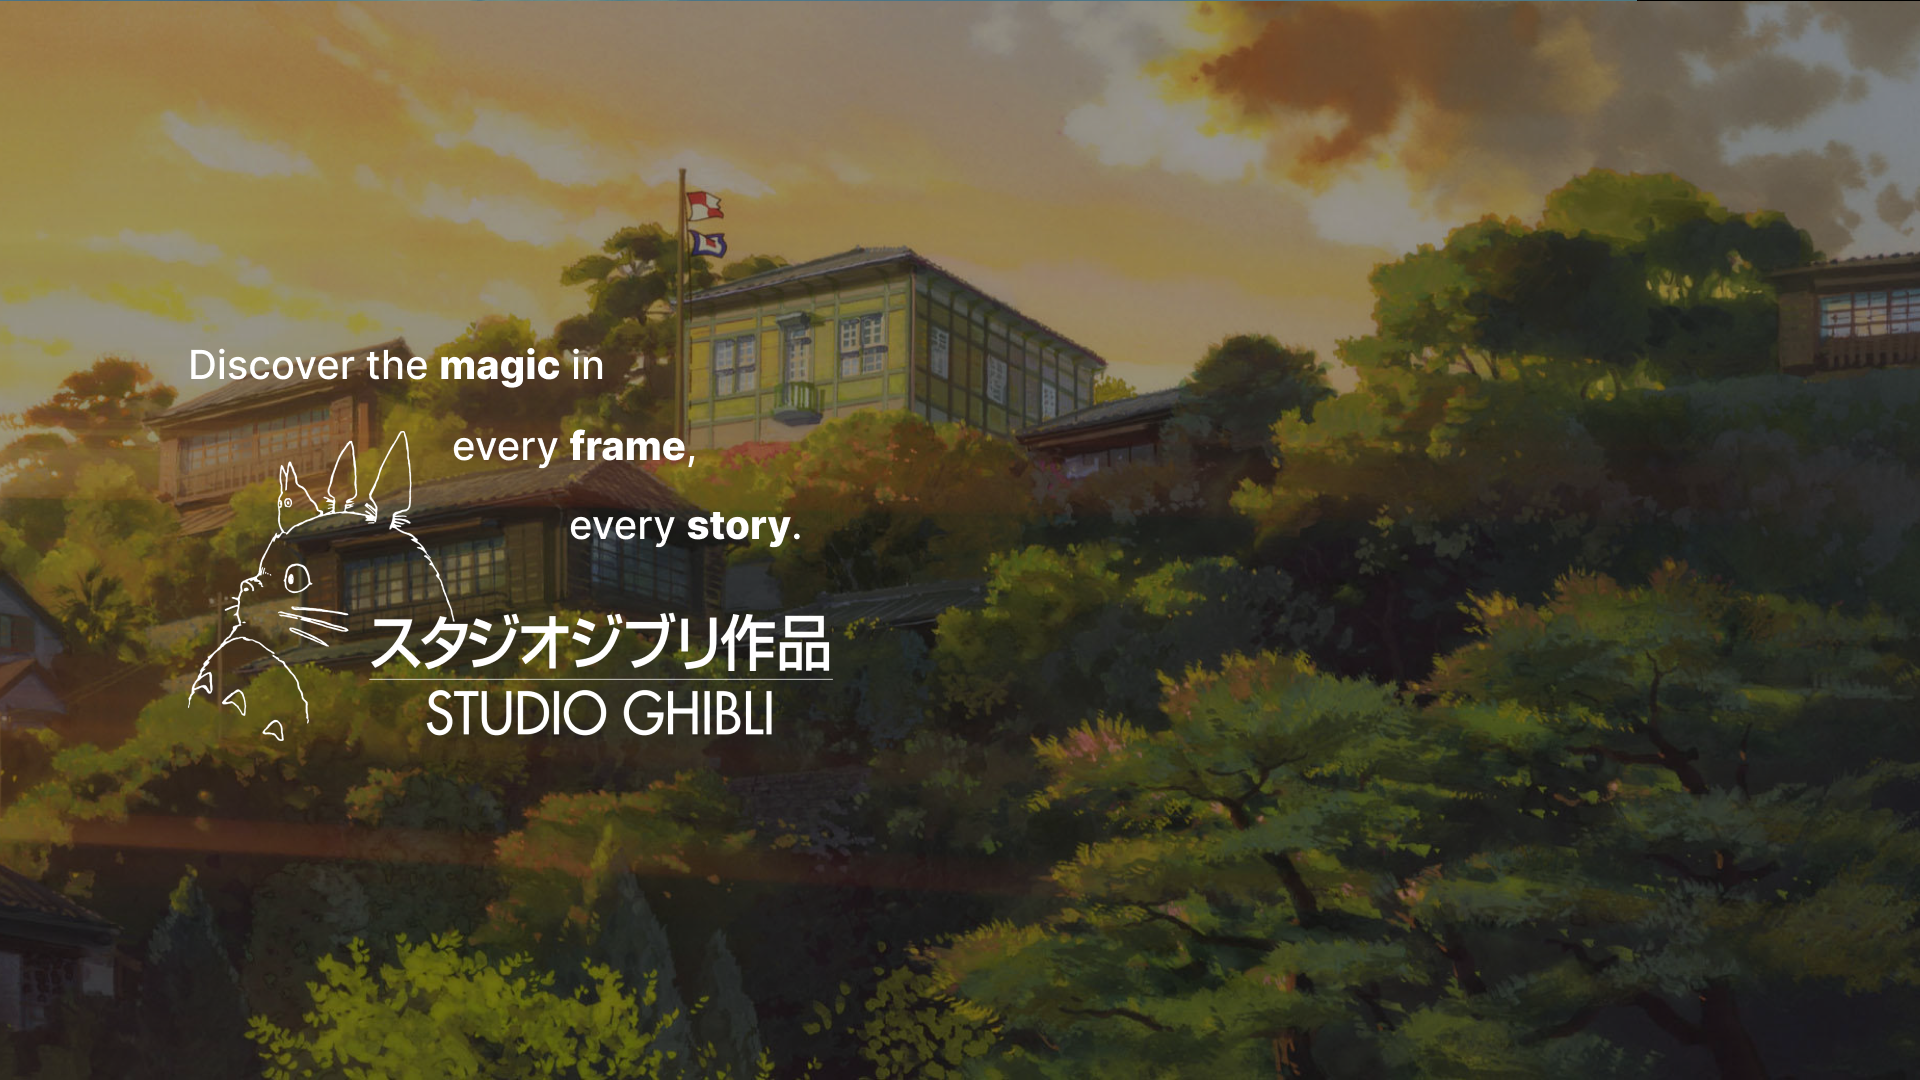 Discover the magic in
every frame,
every story.
スタジオジブリ作品
STUDIO GHIBLI